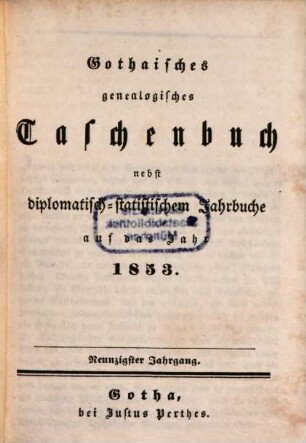 Gothaisches
genealogisches
Taschenbuch
nebst
diplomatisch-statistischem Jahrbuche
auf das Jahr
1853.
Neunzigster Jahrgang.
Gotha,
bei Justus Perthes.